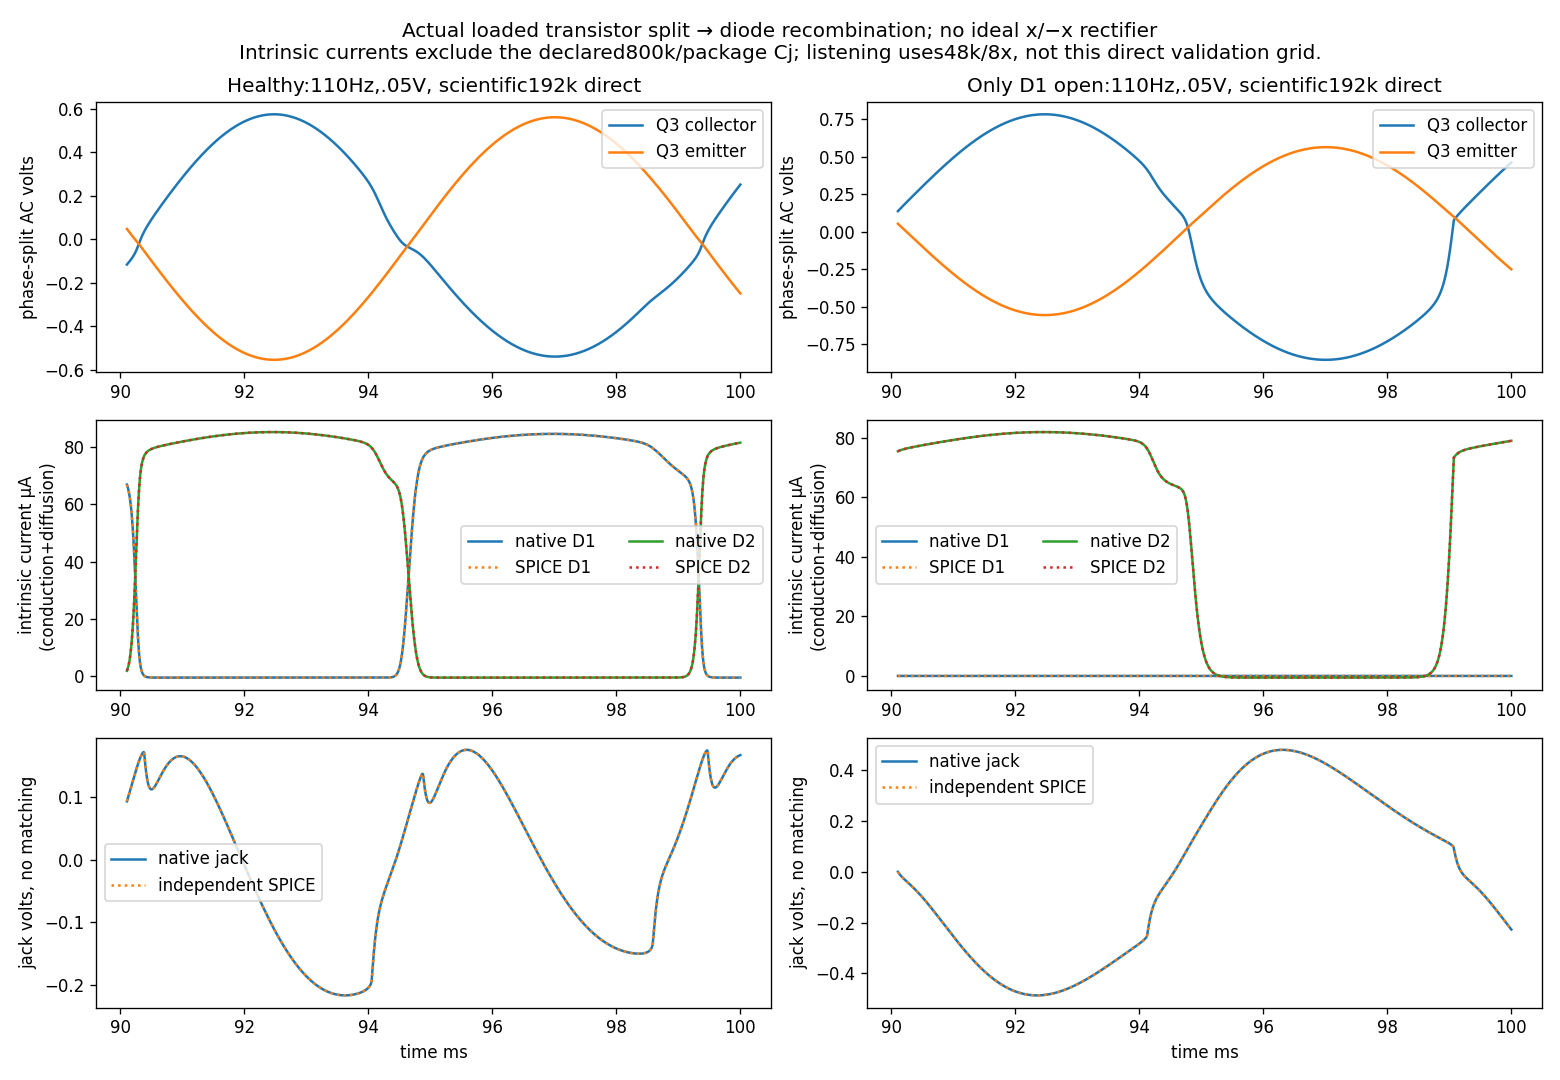 Actual loaded transistor split → diode recombination; no ideal x/−x rectifier
Intrinsic currents exclude the declared800k/package Cj; listening uses48k/8x, not this direct validation grid.
Healthy:110Hz,.05V, scientific192k direct
phase-split AC volts
0.6
0.4
0.2
0.0
−0.2
−0.4
−0.6
Q3 collector
Q3 emitter
90 92 94 96 98 100
Only D1 open:110Hz,.05V, scientific192k direct
phase-split AC volts
0.75
0.50
0.25
0.00
−0.25
−0.50
−0.75
Q3 collector
Q3 emitter
90 92 94 96 98 100
intrinsic current µA
(conduction+diffusion)
80
60
40
20
0
native D1 native D2
SPICE D1 SPICE D2
90 92 94 96 98 100
intrinsic current µA
(conduction+diffusion)
80
60
40
20
0
native D1 native D2
SPICE D1 SPICE D2
90 92 94 96 98 100
jack volts, no matching
0.1
0.0
−0.1
−0.2
native jack
independent SPICE
90 92 94 96 98 100
time ms
jack volts, no matching
0.4
0.2
0.0
−0.2
−0.4
native jack
independent SPICE
90 92 94 96 98 100
time ms